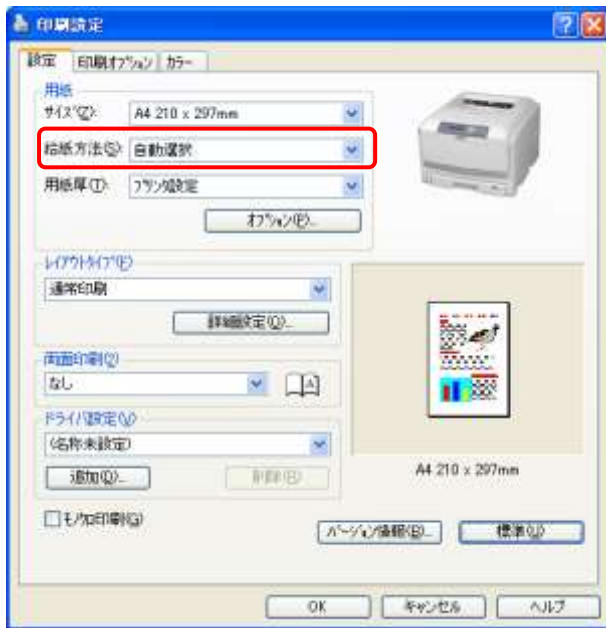 印刷設定
設定 印刷オプション カラー
用紙
サイズ(Z): A4 210 x 297mm
給紙方法(S): 自動選択
用紙厚(T): プリンタ設定
オプション(P)...
レイアウトタイプ(E)
通常印刷
詳細設定(Q)...
両面印刷(2)
なし
ドライバ設定(V)
(名称未設定)
追加(D)...
削除(R)
A4 210 x 297mm
モノクロ印刷(G)
バージョン情報(B)...
標準(U)
OK
キャンセル
ヘルプ